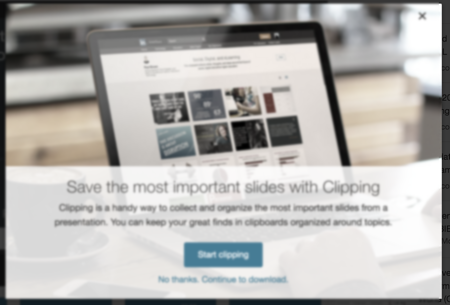 Save the most important slides with Clipping
Clipping is a handy way to collect and organize the most important slides from a
presentation. You can keep your great finds in clipboards organized around topics.
Start clipping
No thanks. Continue to download.